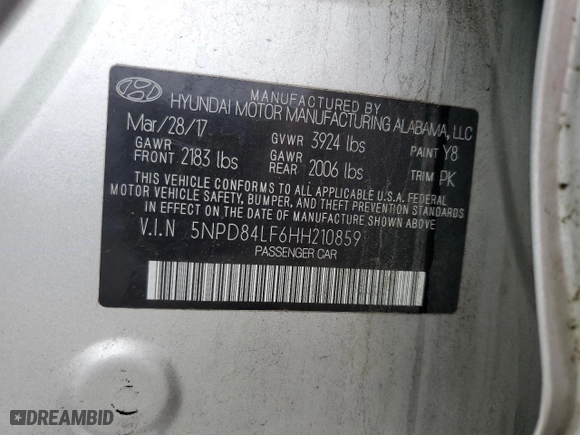 MANUFACTURED BY
HYUNDAI MOTOR MANUFACTURING ALABAMA, LLC
Mar/28/17 GVWR 3924 lbs PAINT Y8
GAWR FRONT 2183 lbs GAWR REAR 2006 lbs TRIM PK
THIS VEHICLE CONFORMS TO ALL APPLICABLE U.S.A. FEDERAL
MOTOR VEHICLE SAFETY, BUMPER, AND THEFT PREVENTION STANDARDS
IN EFFECT ON THE DATE OF MANUFACTURE SHOWN ABOVE.
V.I.N 5NPD84LF6HH210859
PASSENGER CAR
DREAMBID